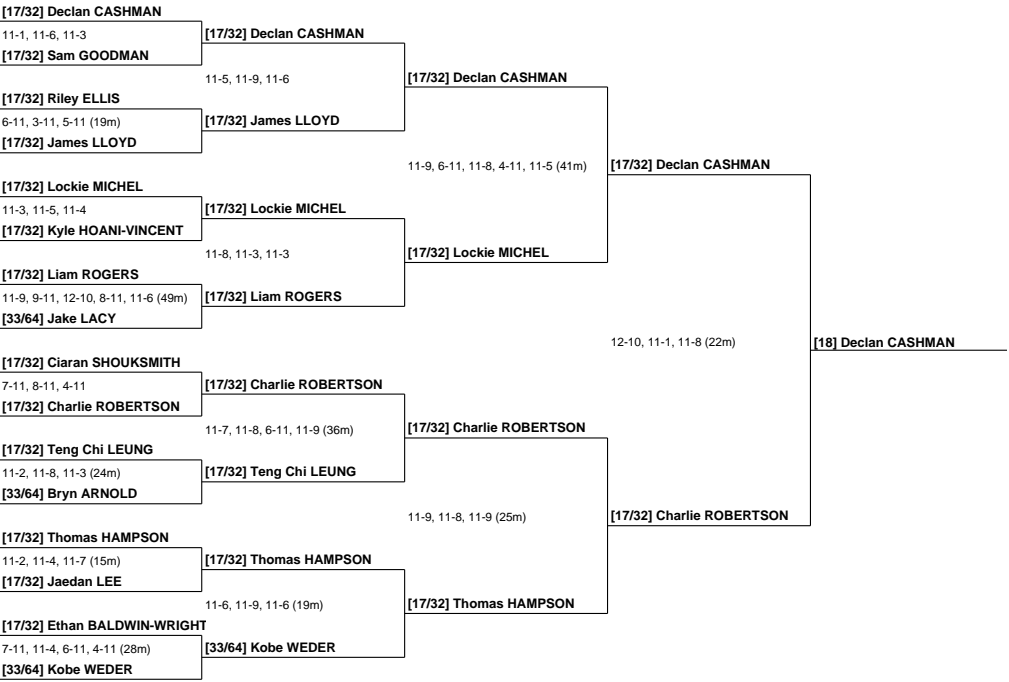 [17/32] Declan CASHMAN
11-1, 11-6, 11-3
[17/32] Sam GOODMAN
[17/32] Riley ELLIS
6-11, 3-11, 5-11 (19m)
[17/32] James LLOYD
[17/32] Lockie MICHEL
11-3, 11-5, 11-4
[17/32] Kyle HOANI-VINCENT
[17/32] Liam ROGERS
11-9, 9-11, 12-10, 8-11, 11-6 (49m)
[33/64] Jake LACY
[17/32] Ciaran SHOUKSMITH
7-11, 8-11, 4-11
[17/32] Charlie ROBERTSON
[17/32] Teng Chi LEUNG
11-2, 11-8, 11-3 (24m)
[33/64] Bryn ARNOLD
[17/32] Thomas HAMPSON
11-2, 11-4, 11-7 (15m)
[17/32] Jaedan LEE
[17/32] Ethan BALDWIN-WRIGHT
7-11, 11-4, 6-11, 4-11 (28m)
[33/64] Kobe WEDER
[17/32] Declan CASHMAN
11-5, 11-9, 11-6
[17/32] James LLOYD
[17/32] Lockie MICHEL
11-8, 11-3, 11-3
[17/32] Liam ROGERS
[17/32] Charlie ROBERTSON
11-7, 11-8, 6-11, 11-9 (36m)
[17/32] Teng Chi LEUNG
[17/32] Thomas HAMPSON
11-6, 11-9, 11-6 (19m)
[33/64] Kobe WEDER
[17/32] Declan CASHMAN
11-9, 6-11, 11-8, 4-11, 11-5 (41m)
[17/32] Lockie MICHEL
[17/32] Charlie ROBERTSON
11-9, 11-8, 11-9 (25m)
[17/32] Thomas HAMPSON
[17/32] Declan CASHMAN
12-10, 11-1, 11-8 (22m)
[17/32] Charlie ROBERTSON
[18] Declan CASHMAN